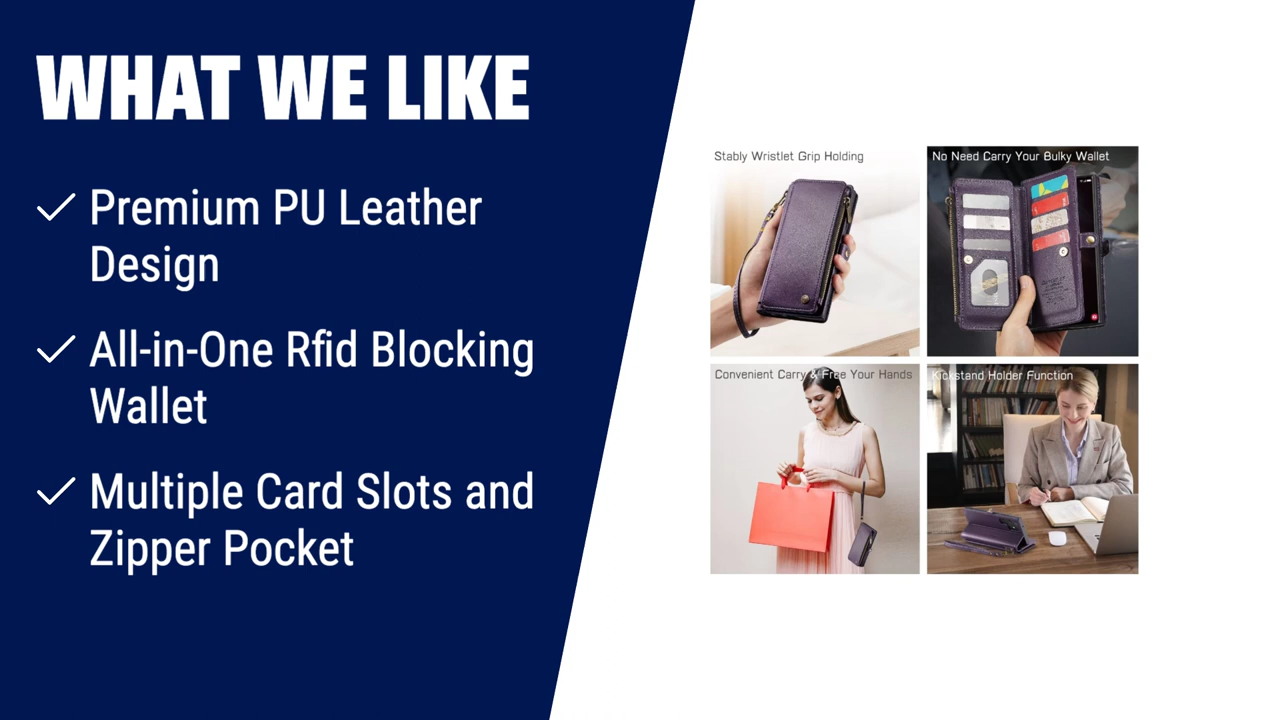 WHAT WE LIKE
Premium PU Leather
Design
All-in-One Rfid Blocking
Wallet
Multiple Card Slots and
Zipper Pocket
Stably Wristlet Grip Holding
No Need Carry Your Bulky Wallet
Convenient Carry & Free Your Hands
Kickstand Holder Function